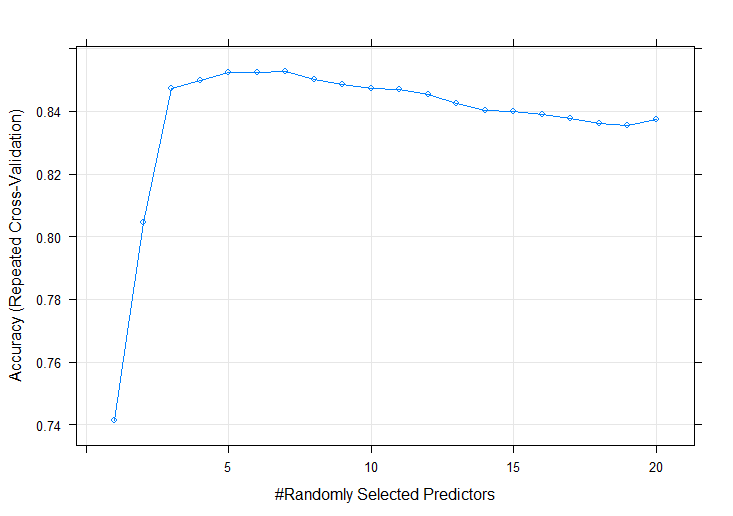 Accuracy (Repeated Cross-Validation)
0.84
0.82
0.80
0.78
0.76
0.74
5 10 15 20
#Randomly Selected Predictors